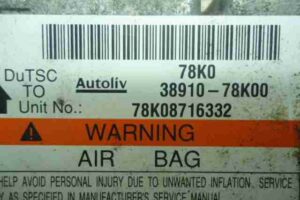 78K0
DuTSC Autoliv 38910-78K00
TO
Unit No.: 78K08716332
WARNING
AIR BAG
HELP AVOID PERSONAL INJURY DUE TO UNWANTED INFLATION, SERVICE
AS SPECIFIED IN SERVICE MANUAL